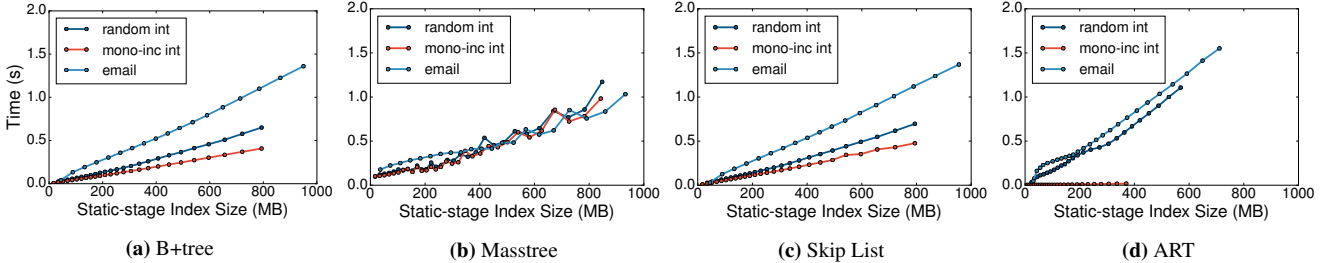 2.0
1.5
1.0
0.5
0.0
Time (s)
random int
mono-inc int
email
0 200 400 600 800 1000
Static-stage Index Size (MB)
(a) B+tree
2.0
1.5
1.0
0.5
0.0
random int
mono-inc int
email
0 200 400 600 800 1000
Static-stage Index Size (MB)
(b) Masstree
2.0
1.5
1.0
0.5
0.0
random int
mono-inc int
email
0 200 400 600 800 1000
Static-stage Index Size (MB)
(c) Skip List
2.0
1.5
1.0
0.5
0.0
random int
mono-inc int
email
0 200 400 600 800 1000
Static-stage Index Size (MB)
(d) ART